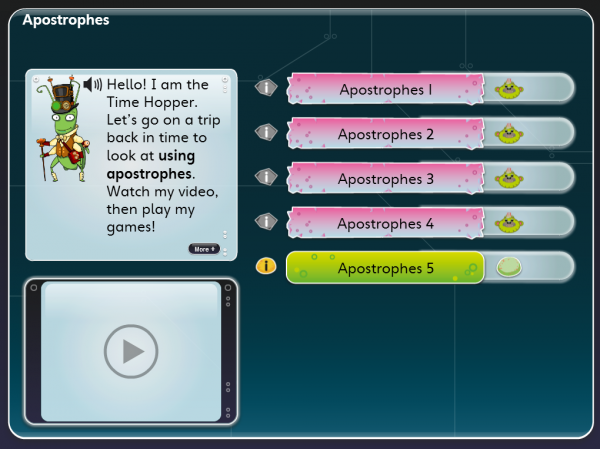 Apostrophes
Hello! I am the
Time Hopper.
Let's go on a trip
back in time to
look at using
apostrophes.
Watch my video,
then play my
games!
More +
i Apostrophes 1
i Apostrophes 2
i Apostrophes 3
i Apostrophes 4
i Apostrophes 5